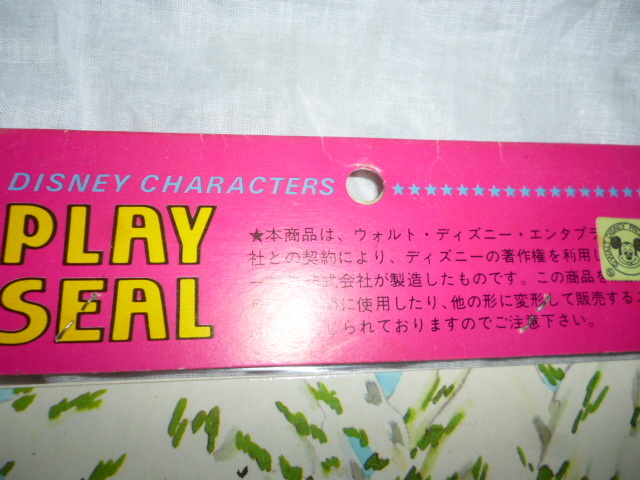 DISNEY CHARACTERS
PLAY
SEAL
★本商品は、ウォルト・ディズニー・エンタプラ
社との契約により、ディズニーの著作権を利用し
式会社が製造したものです。この商品を
に使用したり、他の形に変形して販売する
じられておりますのでご注意下さい。